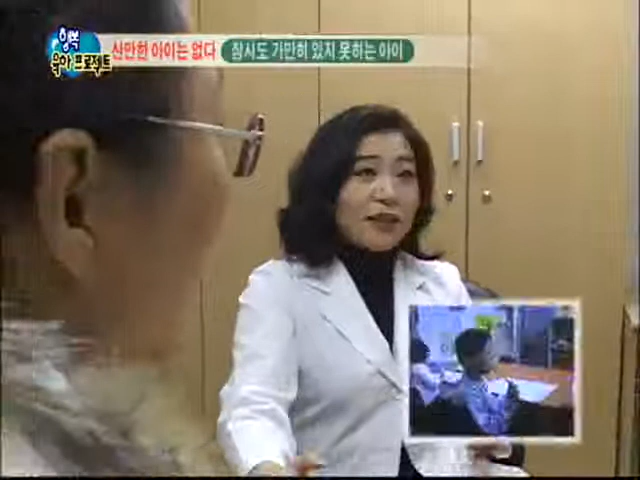 행복
육아 프로젝트
산만한 아이는 없다
잠시도 가만히 있지 못하는 아이